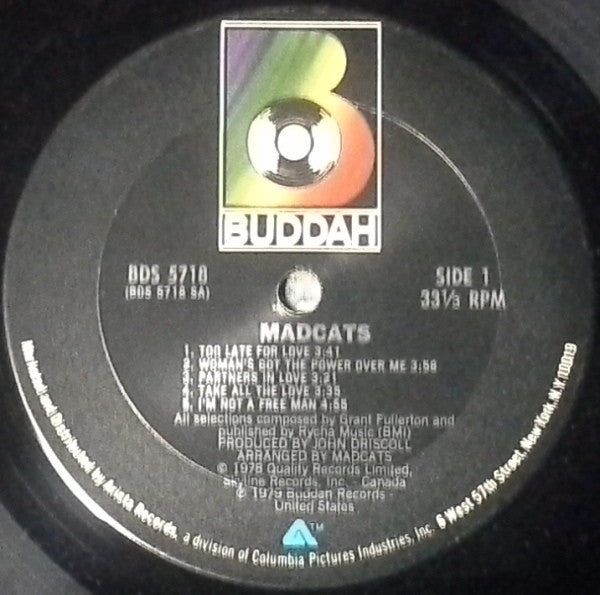 BUDDAH
BDS 5718
(BDS 5718 SA)
SIDE 1
33⅓ RPM
MADCATS
1. TOO LATE FOR LOVE 3:41
2. WOMAN'S GOT THE POWER OVER ME 3:58
3. PARTNERS IN LOVE 3:21
4. TAKE ALL THE LOVE 3:35
5. I'M NOT A FREE MAN 4:55
All selections composed by Grant Fullerton and
published by Rycha Music (BMI)
PRODUCED BY JOHN DRISCOLL
ARRANGED BY MADCATS
© 1978 Quality Records Limited,
Skyline Records, Inc. - Canada
℗ 1979 Buddah Records -
United States
TM
Marketed and Distributed by Arista Records, a division of Columbia Pictures Industries, Inc. 6 West 57th Street, New York, N.Y. 10019